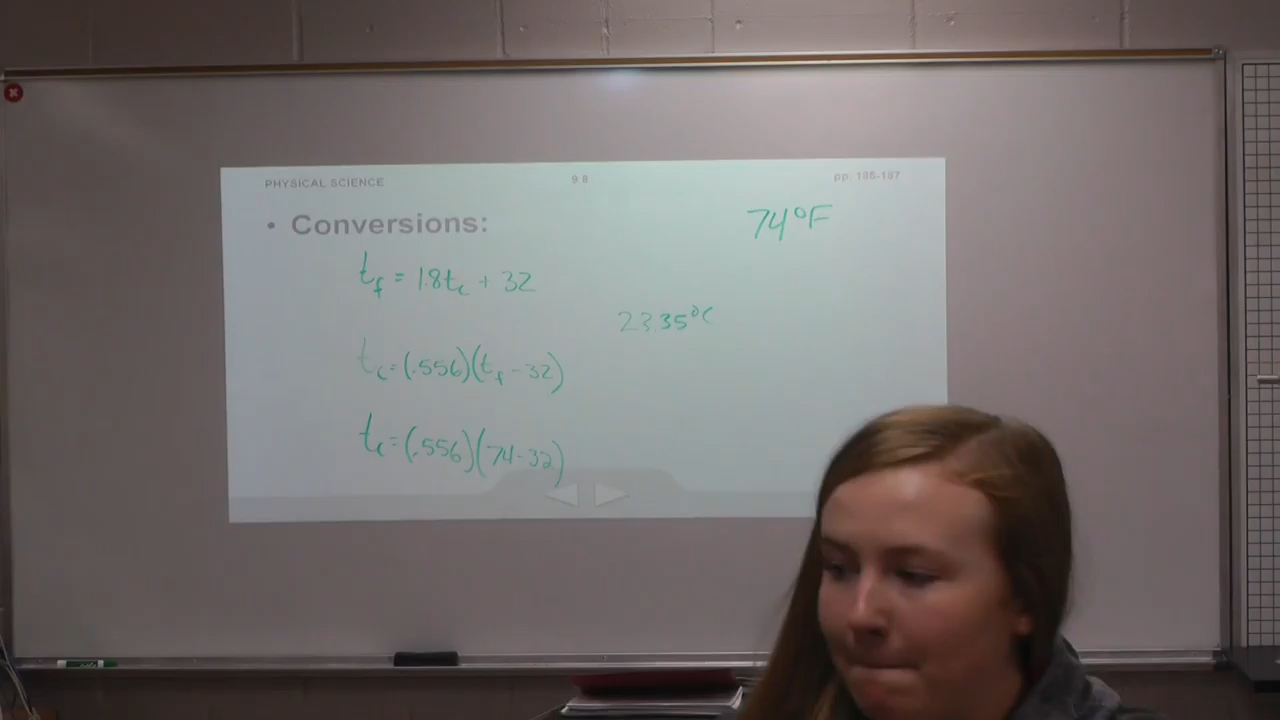 PHYSICAL SCIENCE 9.8 pp. 185-187
• Conversions:
74°F
tf = 1.8tc + 32
23.35°C
tc = (.556)(tf - 32)
tc = (.556)(74 - 32)